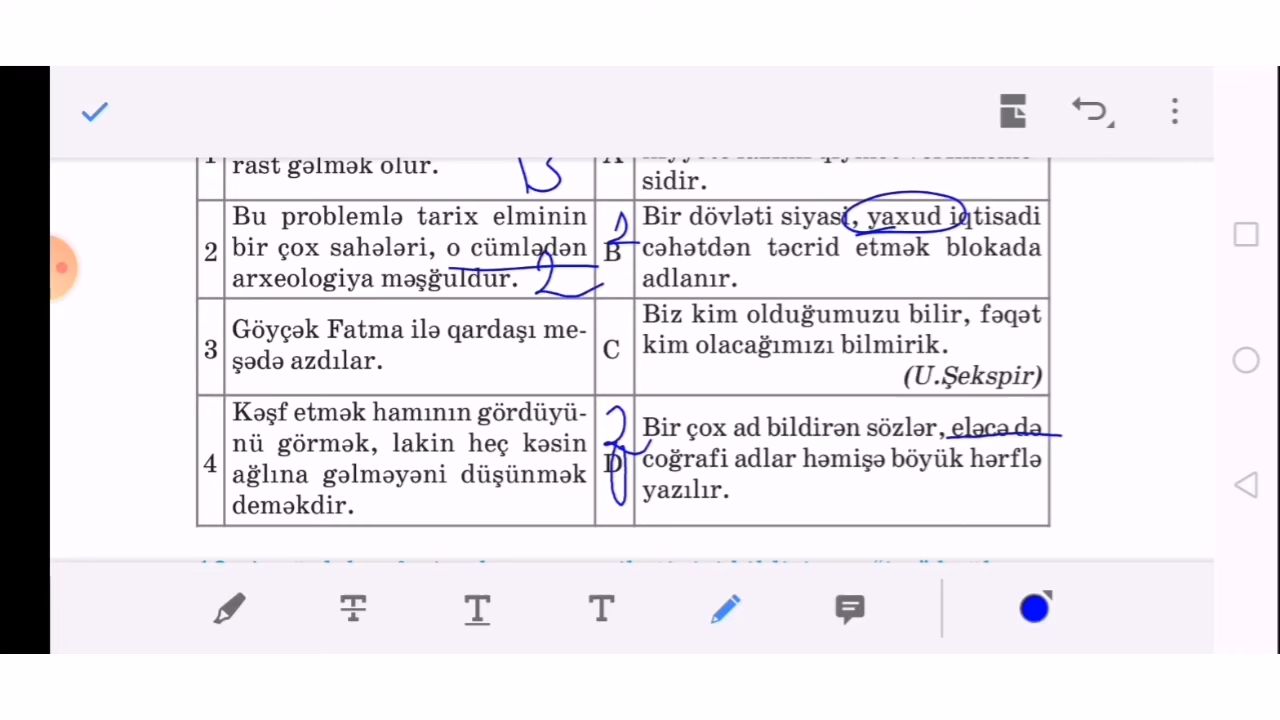 1
rast gəlmək olur.
B
A
sidir.
2
Bu problemlə tarix elminin
bir çox sahələri, o cümlədən
arxeologiya məşğuldur.
2
B
Bir dövləti siyasi, yaxud iqtisadi
cəhətdən təcrid etmək blokada
adlanır.
3
Göyçək Fatma ilə qardaşı me-
şədə azdılar.
C
Biz kim olduğumuzu bilir, fəqət
kim olacağımızı bilmirik.
(U.Şekspir)
4
Kəşf etmək hamının gördüyü-
nü görmək, lakin heç kəsin
ağlına gəlməyəni düşünmək
deməkdir.
D
Bir çox ad bildirən sözlər, eləcə də
coğrafi adlar həmişə böyük hərflə
yazılır.
T
T
T